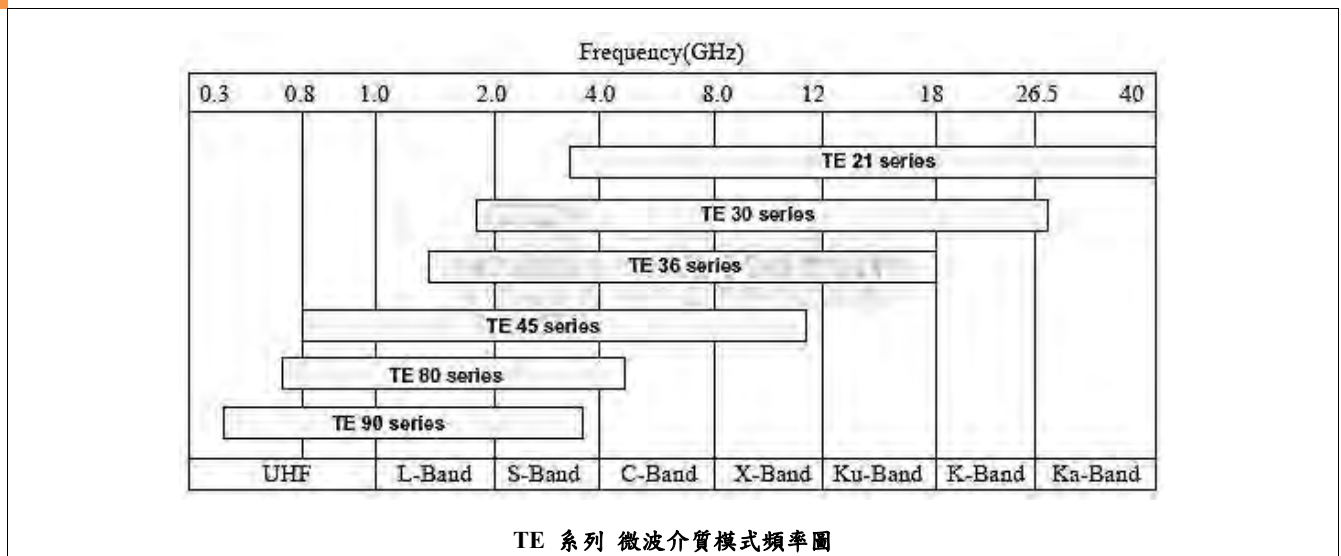 Frequency(GHz)
0.3 0.8 1.0 2.0 4.0 8.0 12 18 26.5 40
TE 21 series
TE 30 series
TE 36 series
TE 45 series
TE 80 series
TE 90 series
UHF L-Band S-Band C-Band X-Band Ku-Band K-Band Ka-Band
TE 系列 微波介質模式頻率圖